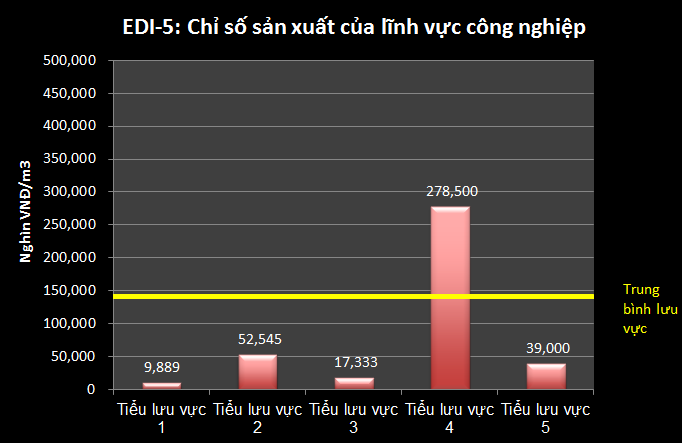 EDI-5: Chỉ số sản xuất của lĩnh vực công nghiệp
500,000
450,000
400,000
350,000
300,000
250,000
200,000
150,000
100,000
50,000
0
Nghìn VNĐ/m3
9,889
52,545
17,333
278,500
39,000
Trung
bình lưu
vực
Tiểu lưu vực
1
Tiểu lưu vực
2
Tiểu lưu vực
3
Tiểu lưu vực
4
Tiểu lưu vực
5